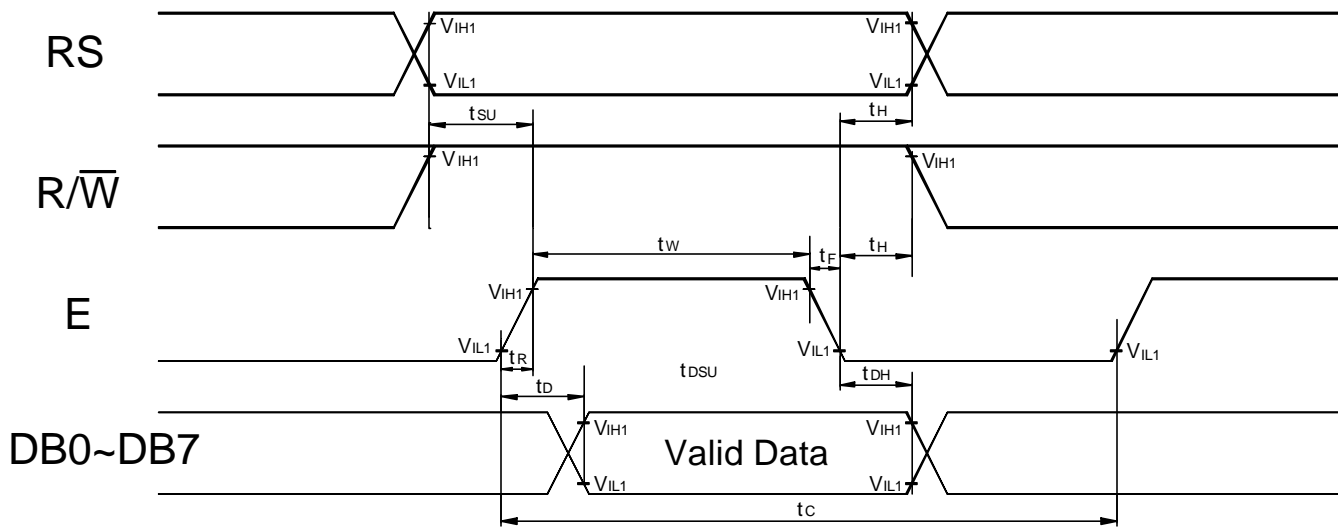 VIH1 VIH1
RS
VIL1 VIL1
tSU tH
VIH1 VIH1
R/W̅
tW tF tH
VIH1 VIH1
E
VIL1 VIL1 VIL1
tR
tDSU tDH
tD
VIH1 VIH1
DB0~DB7 Valid Data
VIL1 VIL1
tC